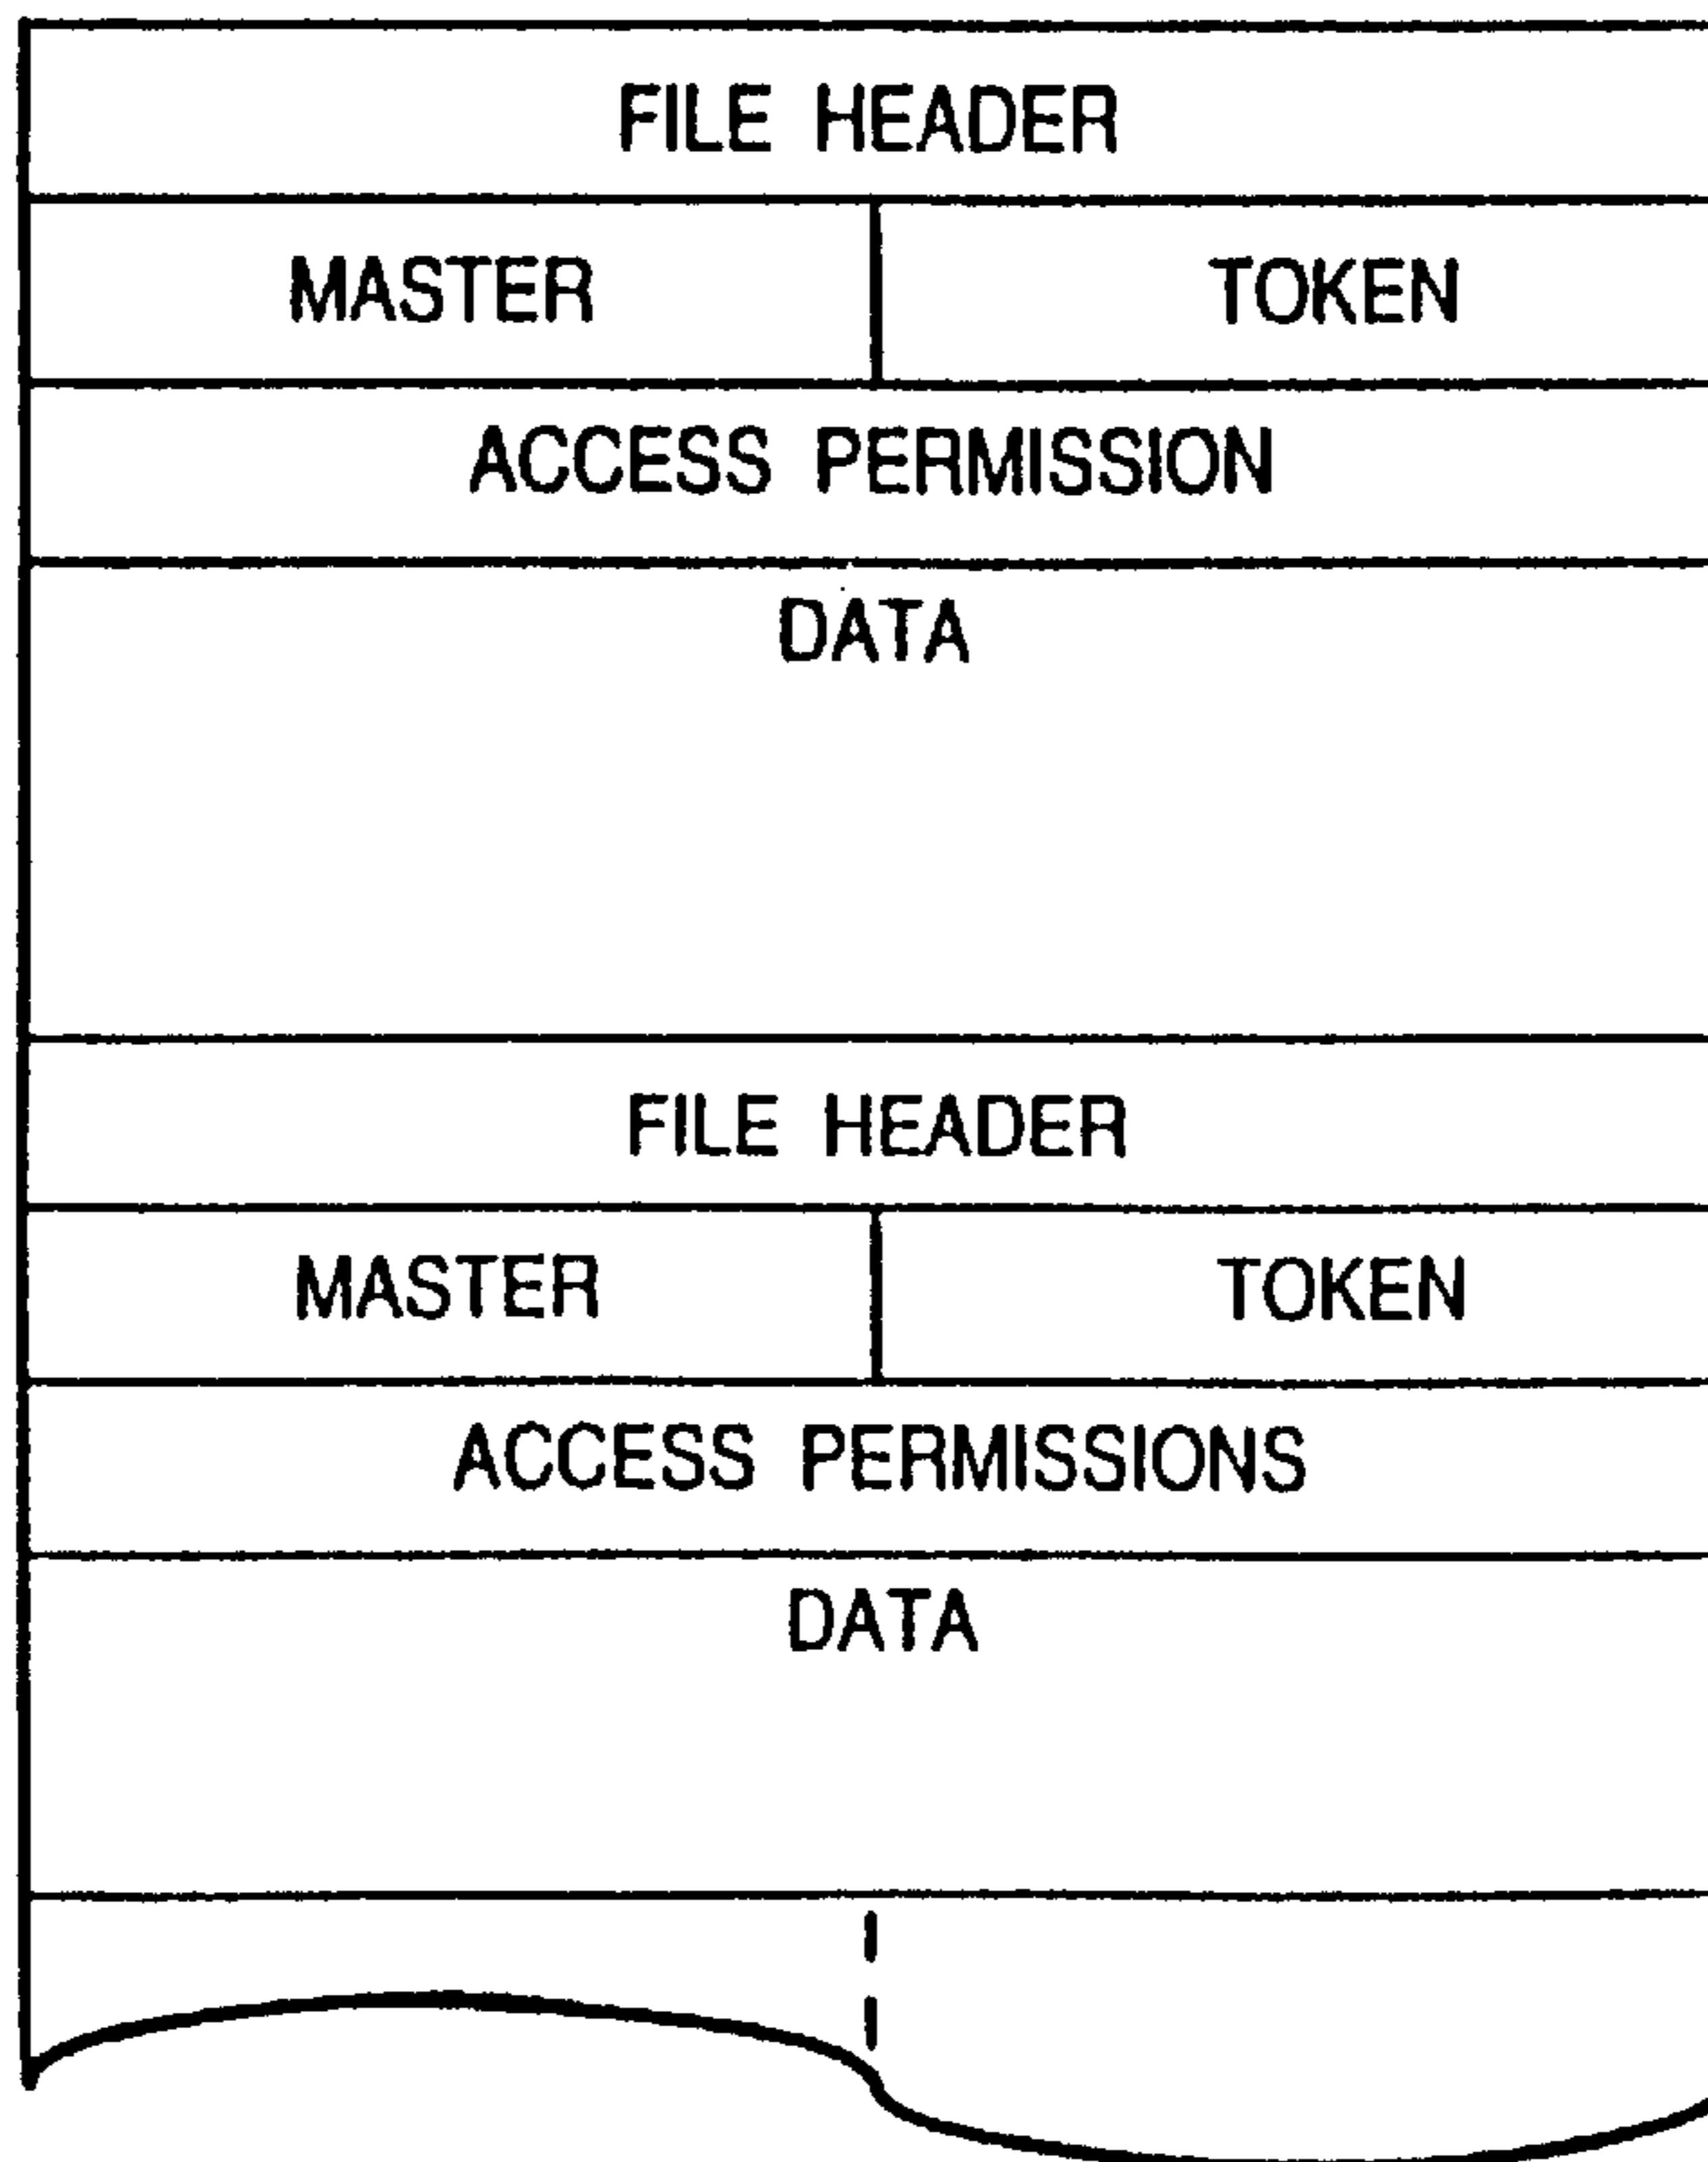 FILE HEADER
MASTER TOKEN
ACCESS PERMISSION
DATA
FILE HEADER
MASTER TOKEN
ACCESS PERMISSIONS
DATA